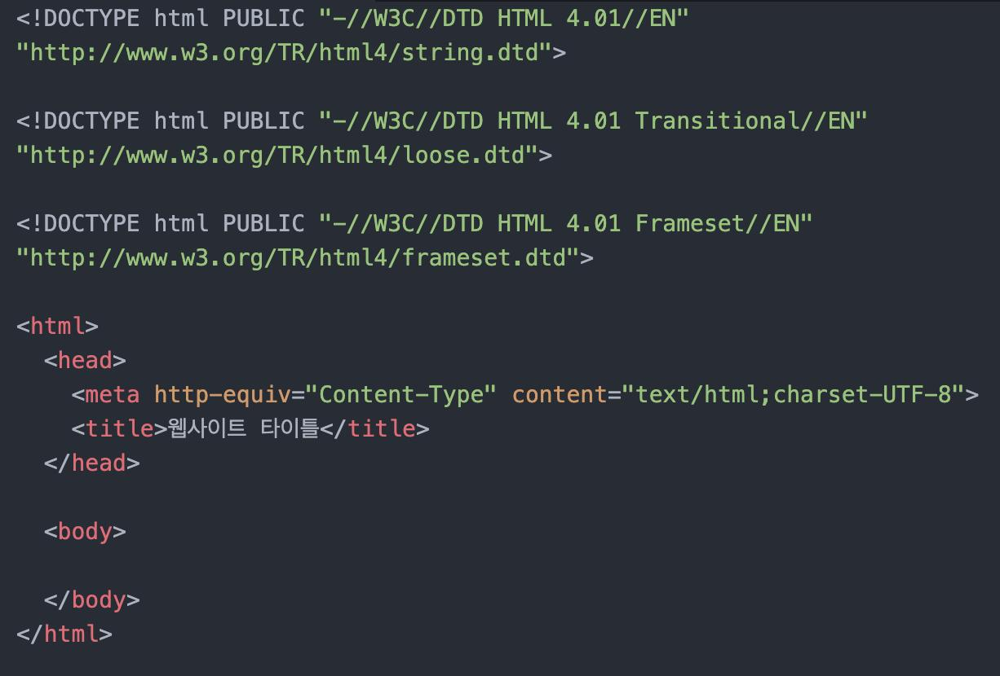 <!DOCTYPE html PUBLIC "-//W3C//DTD HTML 4.01//EN"
"http://www.w3.org/TR/html4/string.dtd">
<!DOCTYPE html PUBLIC "-//W3C//DTD HTML 4.01 Transitional//EN"
"http://www.w3.org/TR/html4/loose.dtd">
<!DOCTYPE html PUBLIC "-//W3C//DTD HTML 4.01 Frameset//EN"
"http://www.w3.org/TR/html4/frameset.dtd">
<html>
<head>
<meta http-equiv="Content-Type" content="text/html;charset-UTF-8">
<title>웹사이트 타이틀</title>
</head>
<body>
</body>
</html>